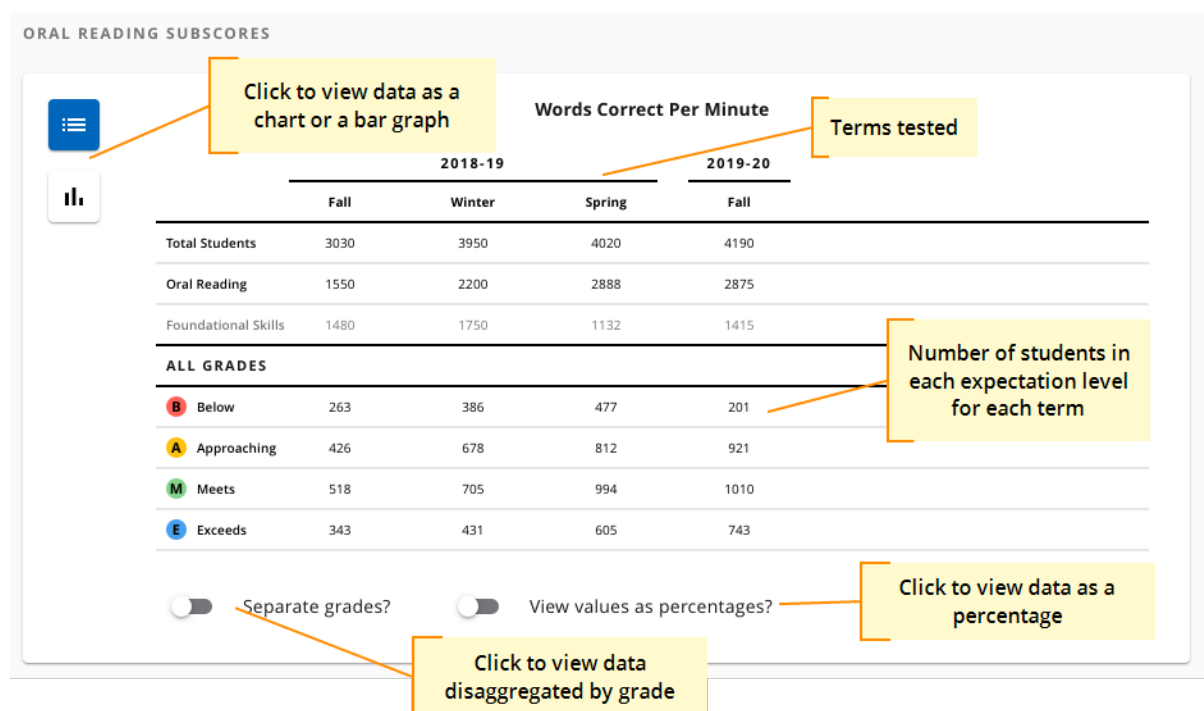 ORAL READING SUBSCORES
Click to view data as a
chart or a bar graph
Words Correct Per Minute
Terms tested
2018-19 2019-20
Fall Winter Spring Fall
Total Students 3030 3950 4020 4190
Oral Reading 1550 2200 2888 2875
Foundational Skills 1480 1750 1132 1415
ALL GRADES
Number of students in
each expectation level
for each term
B Below 263 386 477 201
A Approaching 426 678 812 921
M Meets 518 705 994 1010
E Exceeds 343 431 605 743
Separate grades? View values as percentages?
Click to view data as a
percentage
Click to view data
disaggregated by grade